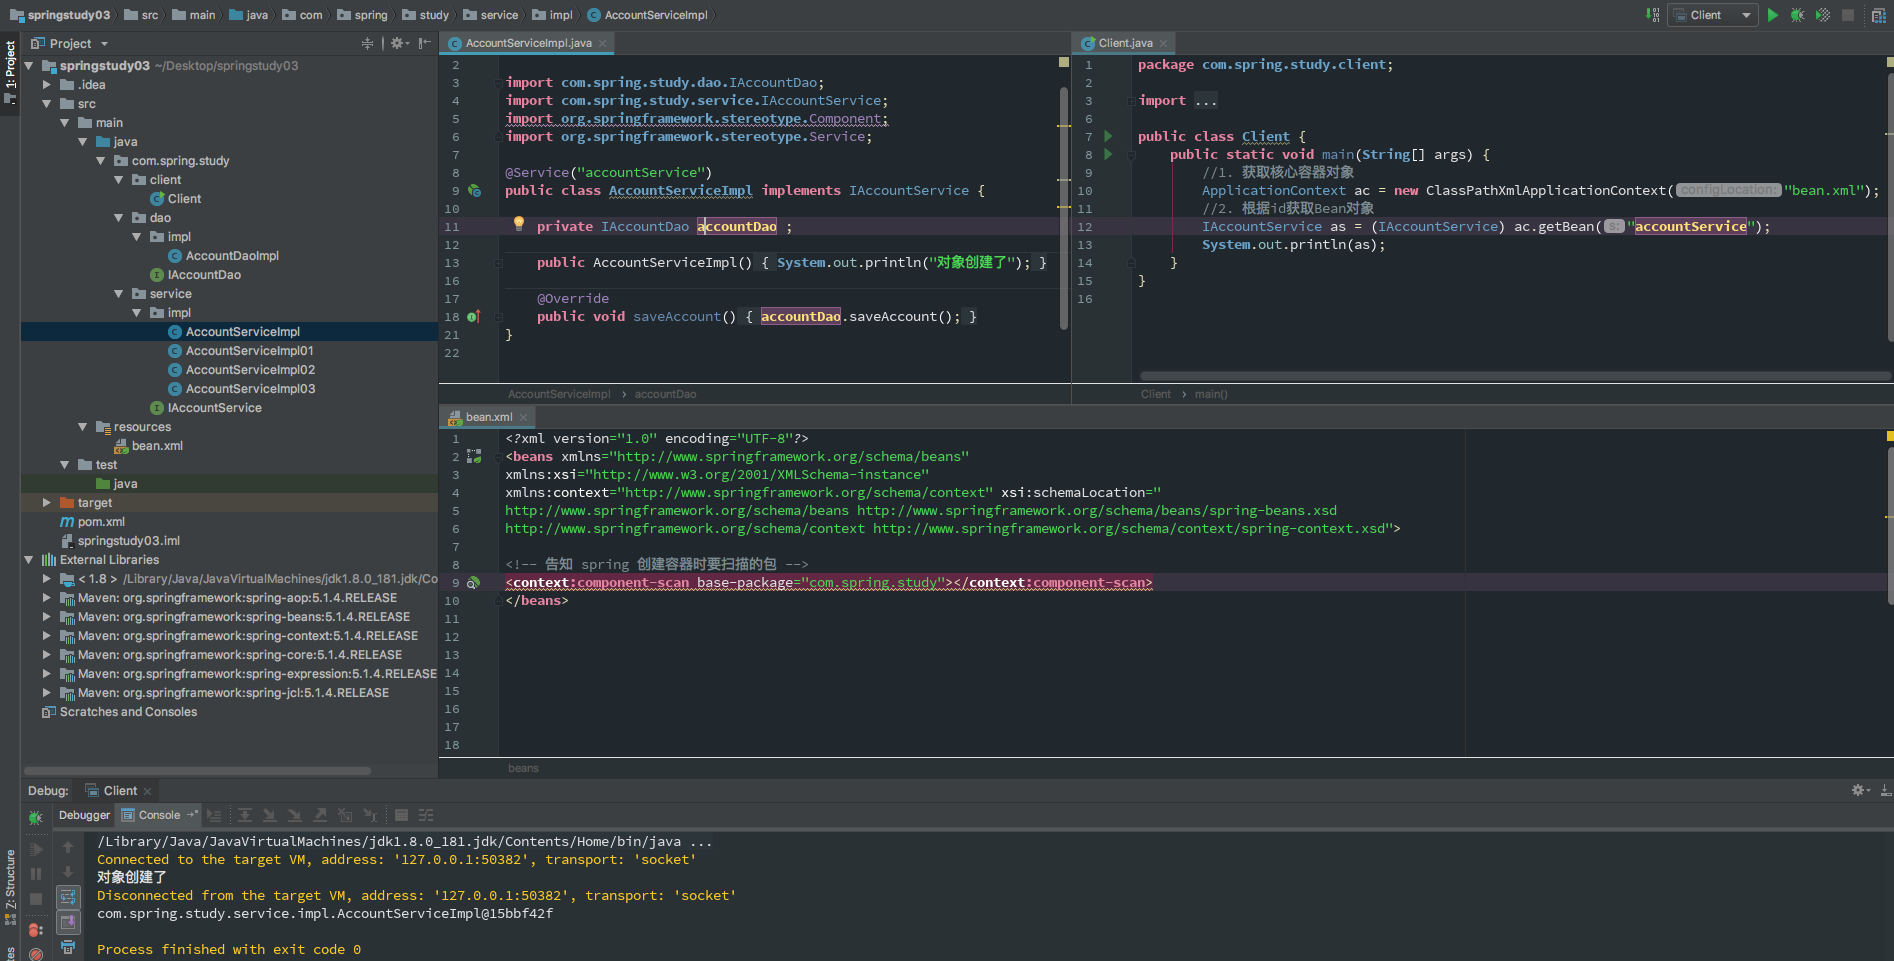 springstudy03 src main java com spring study service impl AccountServiceImpl
Client
1: Project
Project
springstudy03 ~/Desktop/springstudy03
.idea
src
main
java
com.spring.study
client
Client
dao
impl
AccountDaoImpl
IAccountDao
service
impl
AccountServiceImpl
AccountServiceImpl01
AccountServiceImpl02
AccountServiceImpl03
IAccountService
resources
bean.xml
test
java
target
pom.xml
springstudy03.iml
External Libraries
< 1.8 > /Library/Java/JavaVirtualMachines/jdk1.8.0_181.jdk/Co
Maven: org.springframework:spring-aop:5.1.4.RELEASE
Maven: org.springframework:spring-beans:5.1.4.RELEASE
Maven: org.springframework:spring-context:5.1.4.RELEASE
Maven: org.springframework:spring-core:5.1.4.RELEASE
Maven: org.springframework:spring-expression:5.1.4.RELEASE
Maven: org.springframework:spring-jcl:5.1.4.RELEASE
Scratches and Consoles
AccountServiceImpl.java
2
3 import com.spring.study.dao.IAccountDao;
4 import com.spring.study.service.IAccountService;
5 import org.springframework.stereotype.Component;
6 import org.springframework.stereotype.Service;
7
8 @Service("accountService")
9 public class AccountServiceImpl implements IAccountService {
10
11 private IAccountDao accountDao ;
12
13 public AccountServiceImpl() { System.out.println("对象创建了"); }
16
17 @Override
18 public void saveAccount() { accountDao.saveAccount(); }
21 }
22
AccountServiceImpl › accountDao
Client.java
1 package com.spring.study.client;
2
3 import ...
6
7 public class Client {
8 public static void main(String[] args) {
9 //1. 获取核心容器对象
10 ApplicationContext ac = new ClassPathXmlApplicationContext( configLocation: "bean.xml");
11 //2. 根据id获取Bean对象
12 IAccountService as = (IAccountService) ac.getBean( s: "accountService");
13 System.out.println(as);
14 }
15 }
16
Client › main()
bean.xml
1 <?xml version="1.0" encoding="UTF-8"?>
2 <beans xmlns="http://www.springframework.org/schema/beans"
3 xmlns:xsi="http://www.w3.org/2001/XMLSchema-instance"
4 xmlns:context="http://www.springframework.org/schema/context" xsi:schemaLocation="
5 http://www.springframework.org/schema/beans http://www.springframework.org/schema/beans/spring-beans.xsd
6 http://www.springframework.org/schema/context http://www.springframework.org/schema/context/spring-context.xsd">
7
8 <!-- 告知 spring 创建容器时要扫描的包 -->
9 <context:component-scan base-package="com.spring.study"></context:component-scan>
10 </beans>
11
12
13
14
15
16
17
18
beans
Debug: Client
Debugger Console
/Library/Java/JavaVirtualMachines/jdk1.8.0_181.jdk/Contents/Home/bin/java ...
Connected to the target VM, address: '127.0.0.1:50382', transport: 'socket'
对象创建了
Disconnected from the target VM, address: '127.0.0.1:50382', transport: 'socket'
com.spring.study.service.impl.AccountServiceImpl@15bbf42f
Process finished with exit code 0
Z: Structure